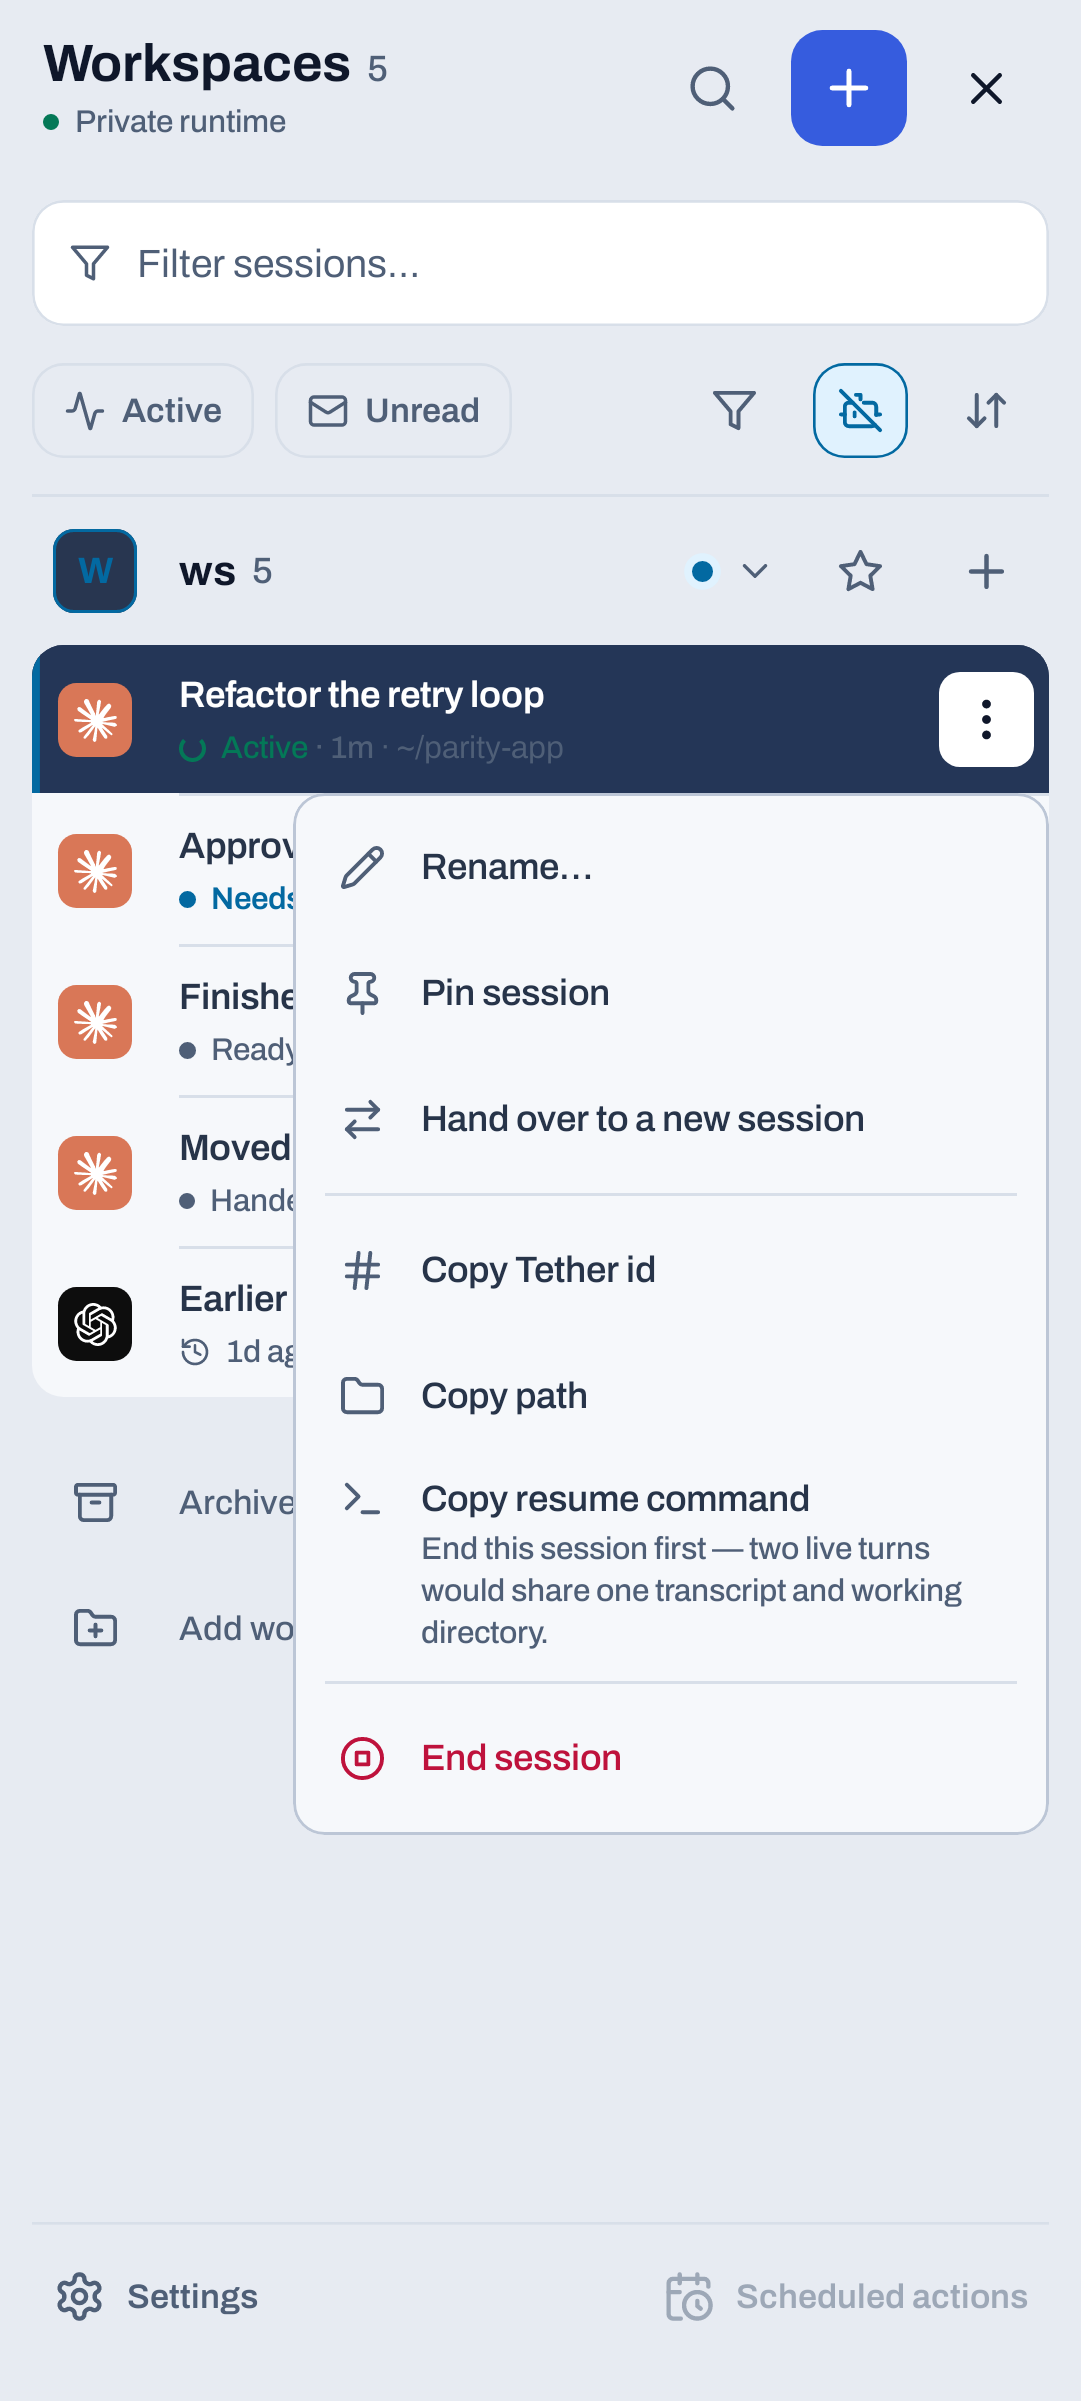 Workspaces 5
Private runtime
Filter sessions...
Active
Unread
W
ws 5
Refactor the retry loop
Active · 1m · ~/parity-app
Approv
Needs
Finishe
Ready
Moved
Hande
Earlier
1d ag
Archive
Add wo
Rename...
Pin session
Hand over to a new session
Copy Tether id
Copy path
Copy resume command
End this session first — two live turns
would share one transcript and working
directory.
End session
Settings
Scheduled actions